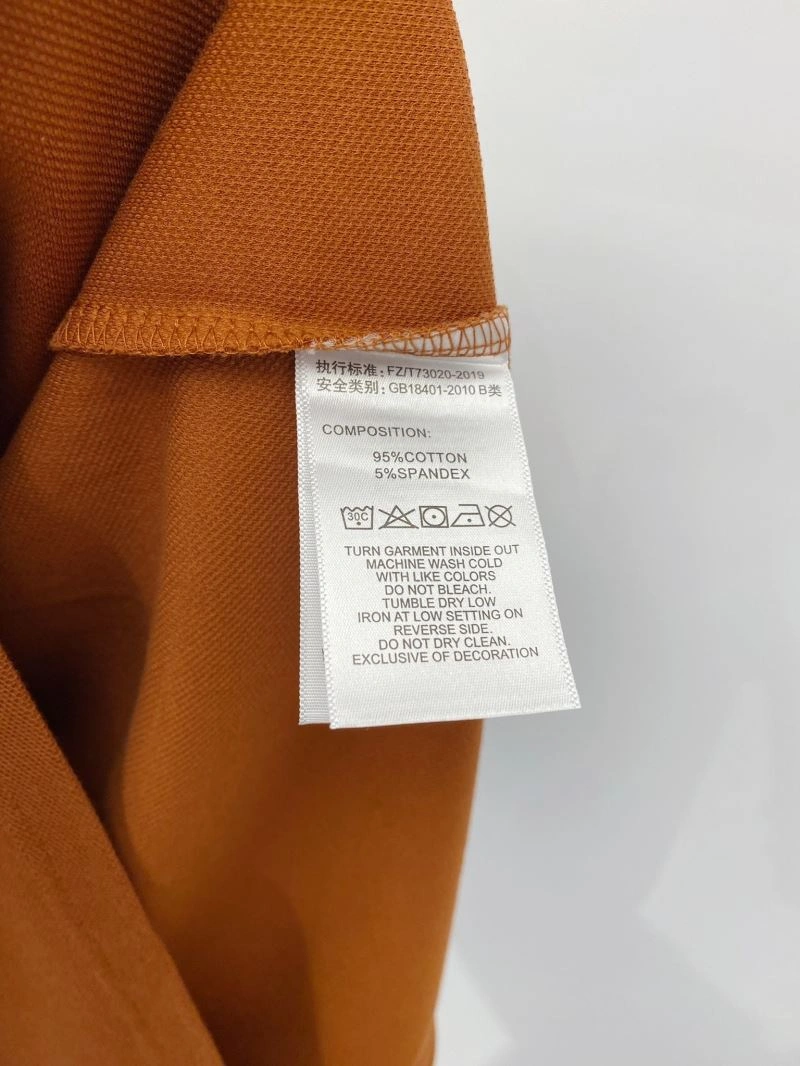 执行标准: FZ/T73020-2019
安全类别: GB18401-2010 B类
COMPOSITION:
95%COTTON
5%SPANDEX
30C
TURN GARMENT INSIDE OUT
MACHINE WASH COLD
WITH LIKE COLORS
DO NOT BLEACH.
TUMBLE DRY LOW
IRON AT LOW SETTING ON
REVERSE SIDE.
DO NOT DRY CLEAN.
EXCLUSIVE OF DECORATION